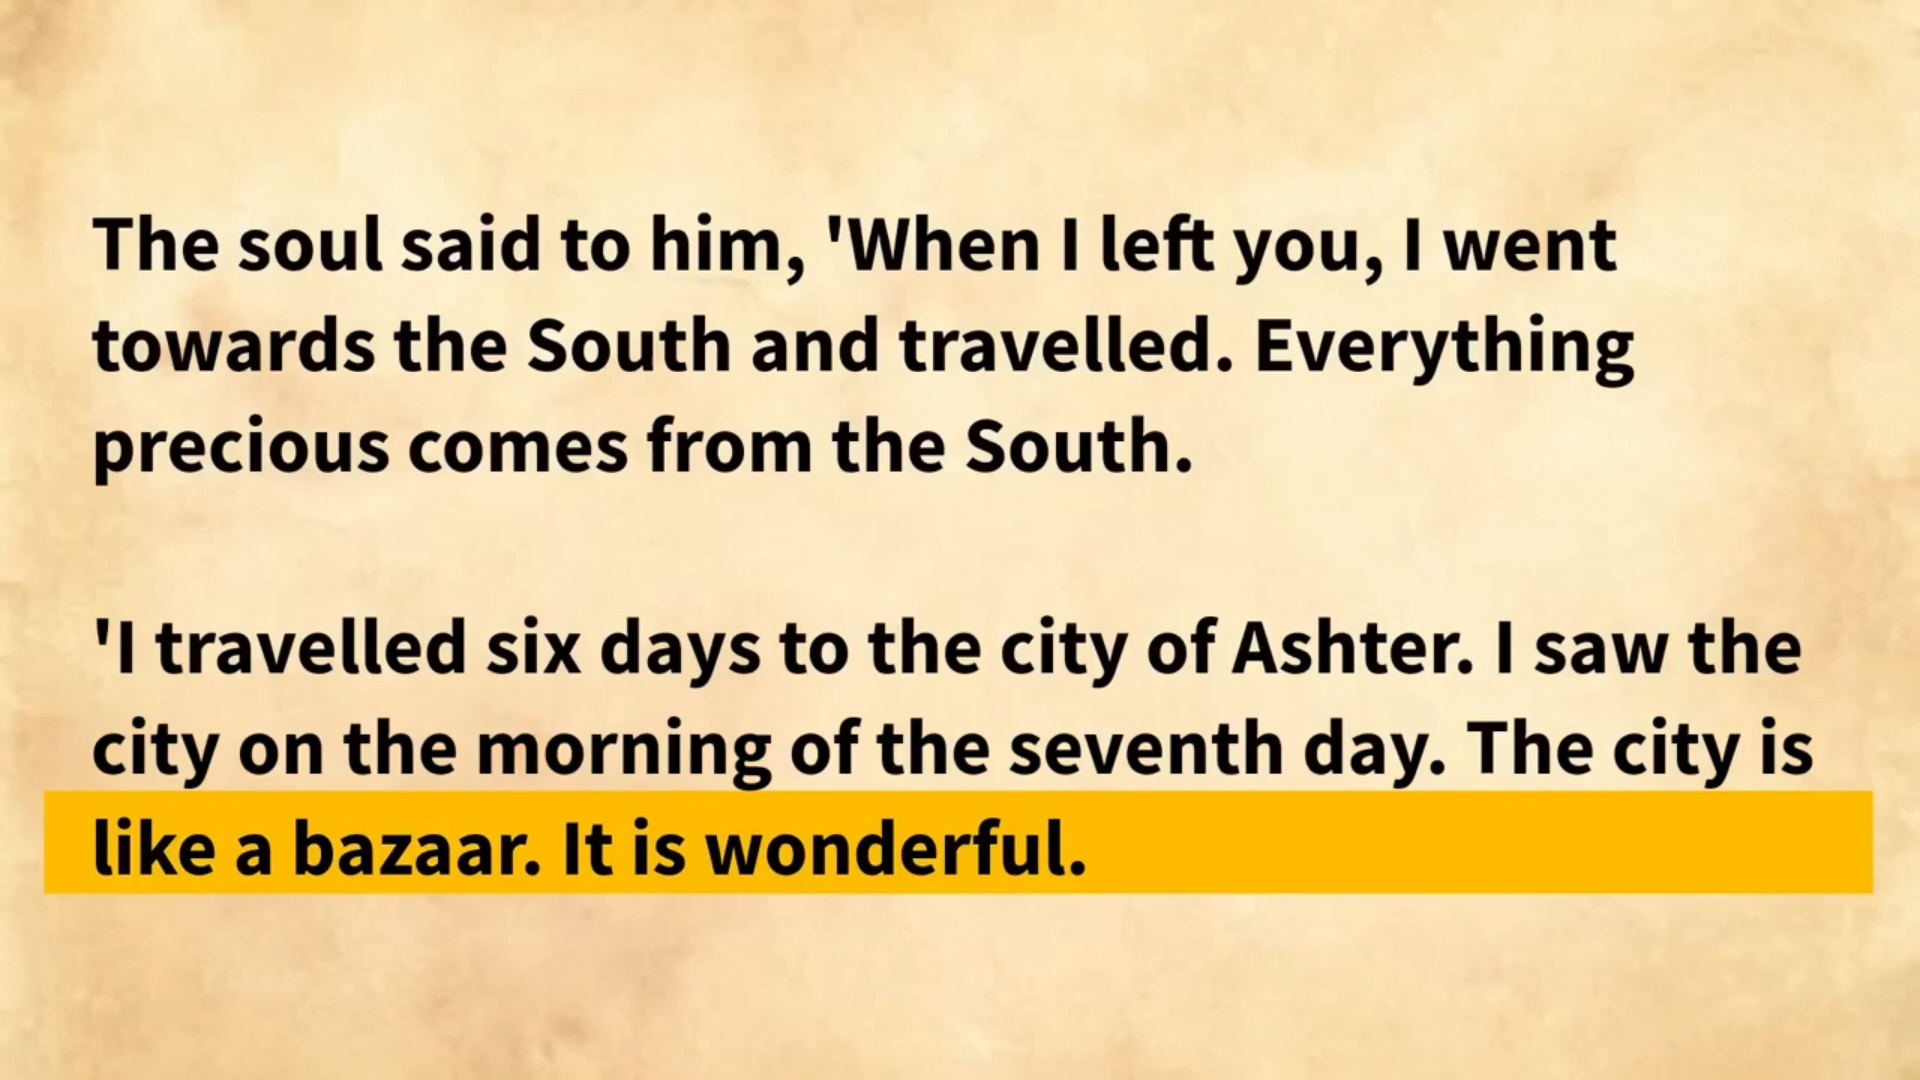 The soul said to him, 'When I left you, I went
towards the South and travelled. Everything
precious comes from the South.
'I travelled six days to the city of Ashter. I saw the
city on the morning of the seventh day. The city is
like a bazaar. It is wonderful.